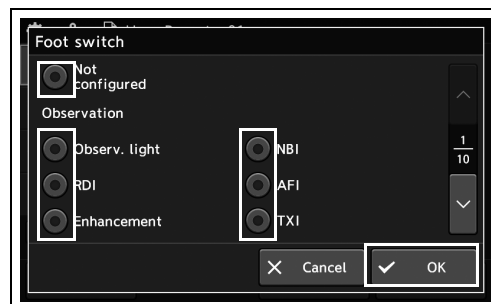 Foot switch
Not
configured
Observation
Observ. light
NBI
1
10
RDI
AFI
Enhancement
TXI
Cancel
OK